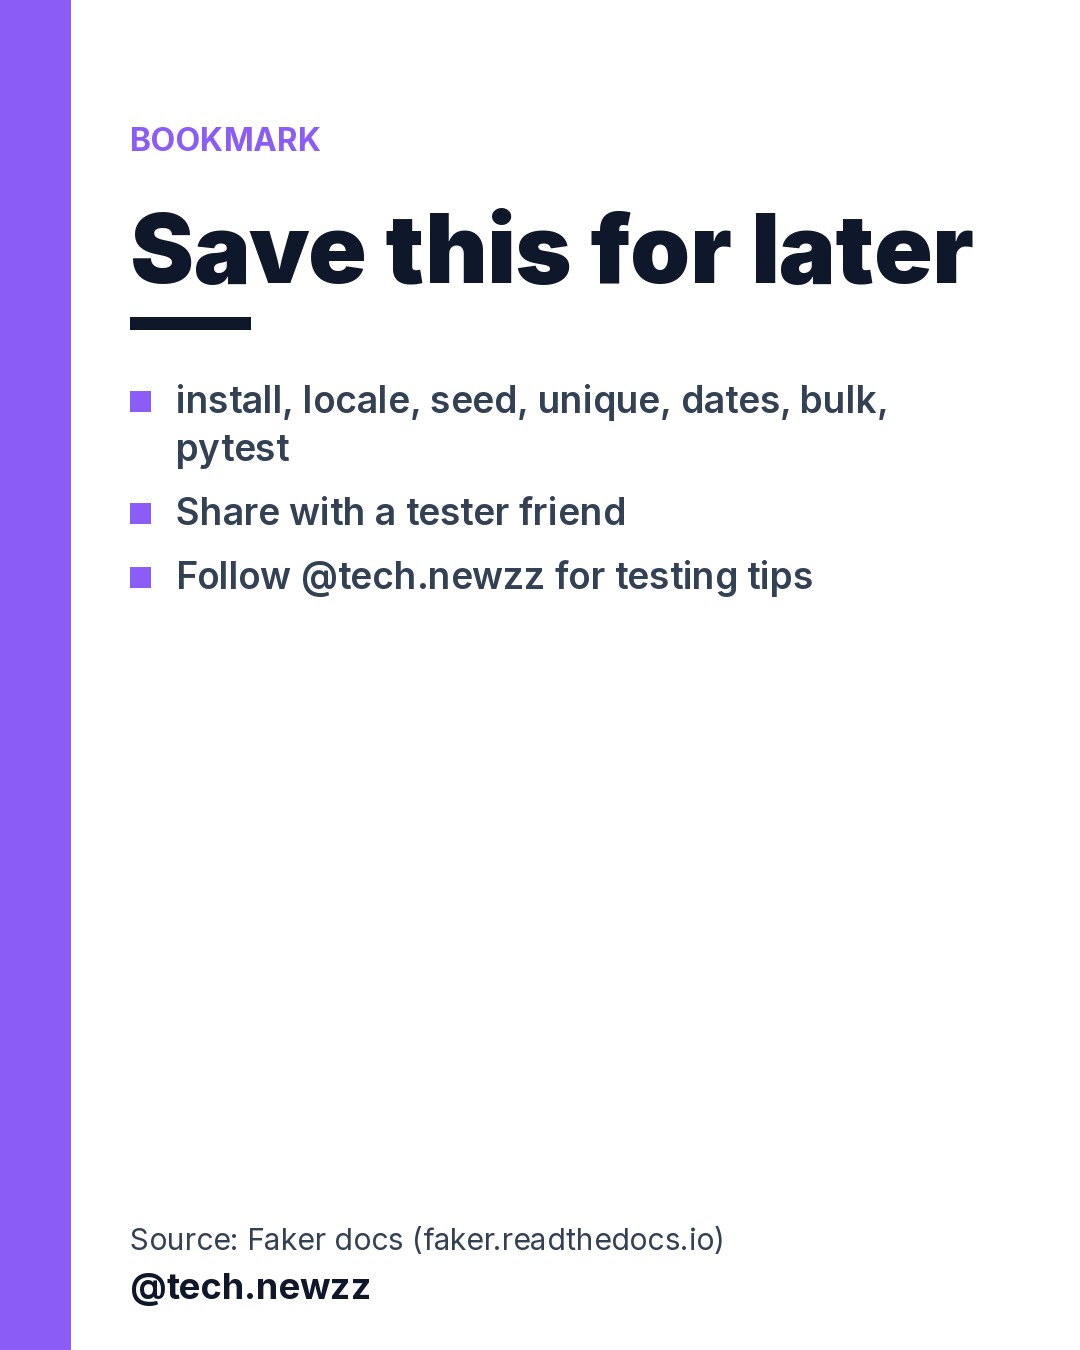 BOOKMARK
Save this for later
install, locale, seed, unique, dates, bulk,
pytest
Share with a tester friend
Follow @tech.newzz for testing tips
Source: Faker docs (faker.readthedocs.io)
@tech.newzz